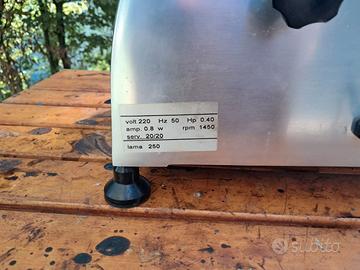 volt 220 Hz 50 Hp 0.40
amp. 0.8 w rpm 1450
serv. 20/20
lama 250
subito